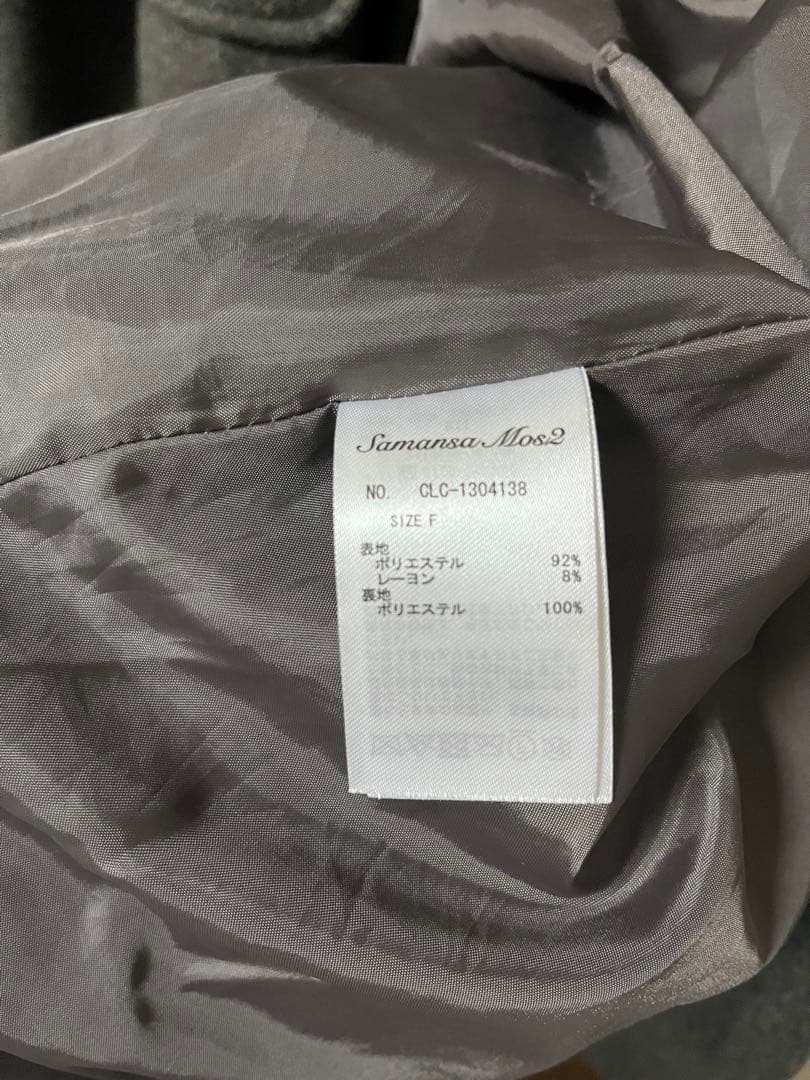 Samansa Mos2
NO. CLC-1304138
SIZE F
表地
ポリエステル 92%
レーヨン 8%
裏地
ポリエステル 100%